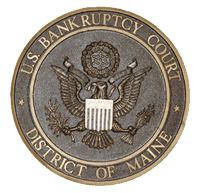 U.S. BANKRUPTCY COURT
DISTRICT OF MAINE